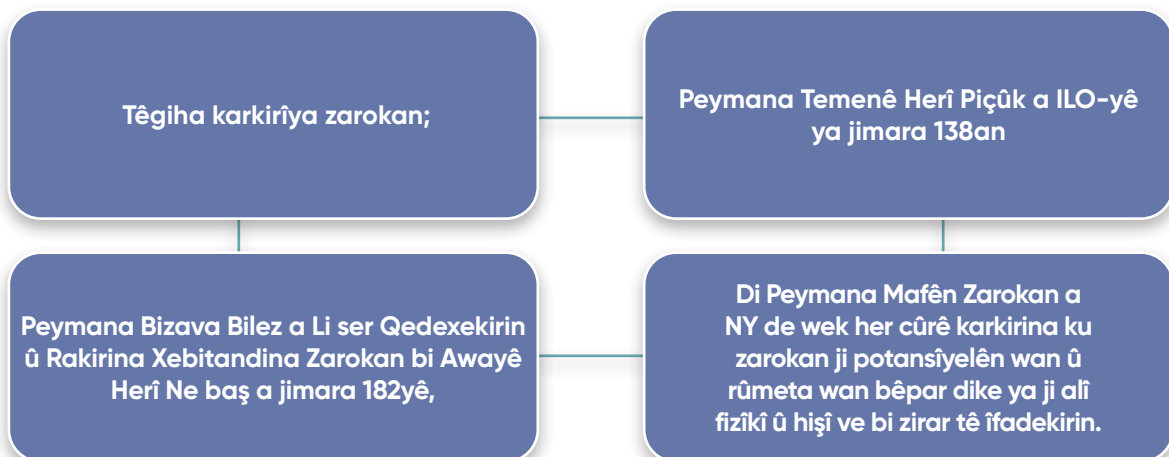 Têgiha karkirîya zarokan;
Peymana Temenê Herî Piçûk a ILO-yê
ya jimara 138an
Peymana Bizava Bilez a Li ser Qedexekirin
û Rakirina Xebitandina Zarokan bi Awayê
Herî Ne baş a jimara 182yê,
Di Peymana Mafên Zarokan a
NY de wek her cûrê karkirina ku
zarokan ji potansîyelên wan û
rûmeta wan bêpar dike ya ji alî
fizîkî û hişî ve bi zirar tê îfadekirin.